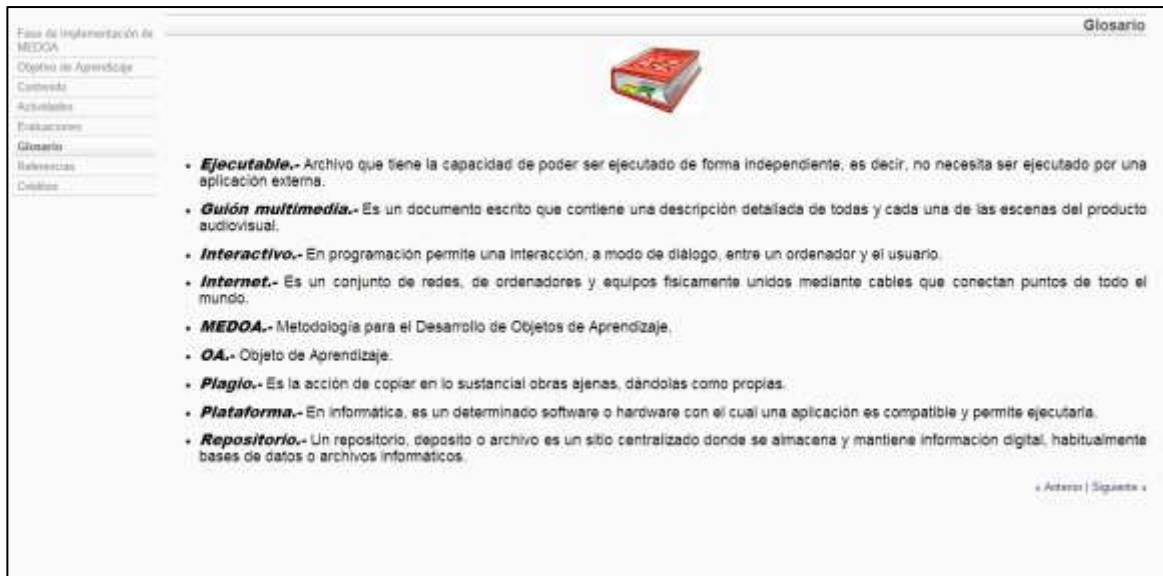 Glosario
Fase de Implementación de
MEDOA
Objetivo de Aprendizaje
Contenido
Actividades
Evaluaciones
Glosario
Referencias
Créditos
• Ejecutable.- Archivo que tiene la capacidad de poder ser ejecutado de forma independiente, es decir, no necesita ser ejecutado por una
aplicación externa.
• Guión multimedia.- Es un documento escrito que contiene una descripción detallada de todas y cada una de las escenas del producto
audiovisual.
• Interactivo.- En programación permite una interacción, a modo de diálogo, entre un ordenador y el usuario.
• Internet.- Es un conjunto de redes, de ordenadores y equipos físicamente unidos mediante cables que conectan puntos de todo el
mundo.
• MEDOA.- Metodología para el Desarrollo de Objetos de Aprendizaje.
• OA.- Objeto de Aprendizaje.
• Plagio.- Es la acción de copiar en lo sustancial obras ajenas, dándolas como propias.
• Plataforma.- En informática, es un determinado software o hardware con el cual una aplicación es compatible y permite ejecutarla.
• Repositorio.- Un repositorio, deposito o archivo es un sitio centralizado donde se almacena y mantiene información digital, habitualmente
bases de datos o archivos informáticos.
« Anterior | Siguiente »